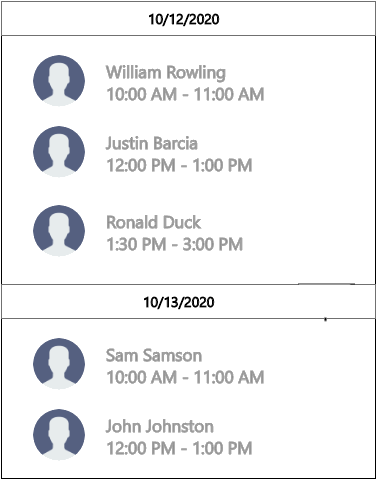 10/12/2020
William Rowling
10:00 AM - 11:00 AM
Justin Barcia
12:00 PM - 1:00 PM
Ronald Duck
1:30 PM - 3:00 PM
10/13/2020
Sam Samson
10:00 AM - 11:00 AM
John Johnston
12:00 PM - 1:00 PM